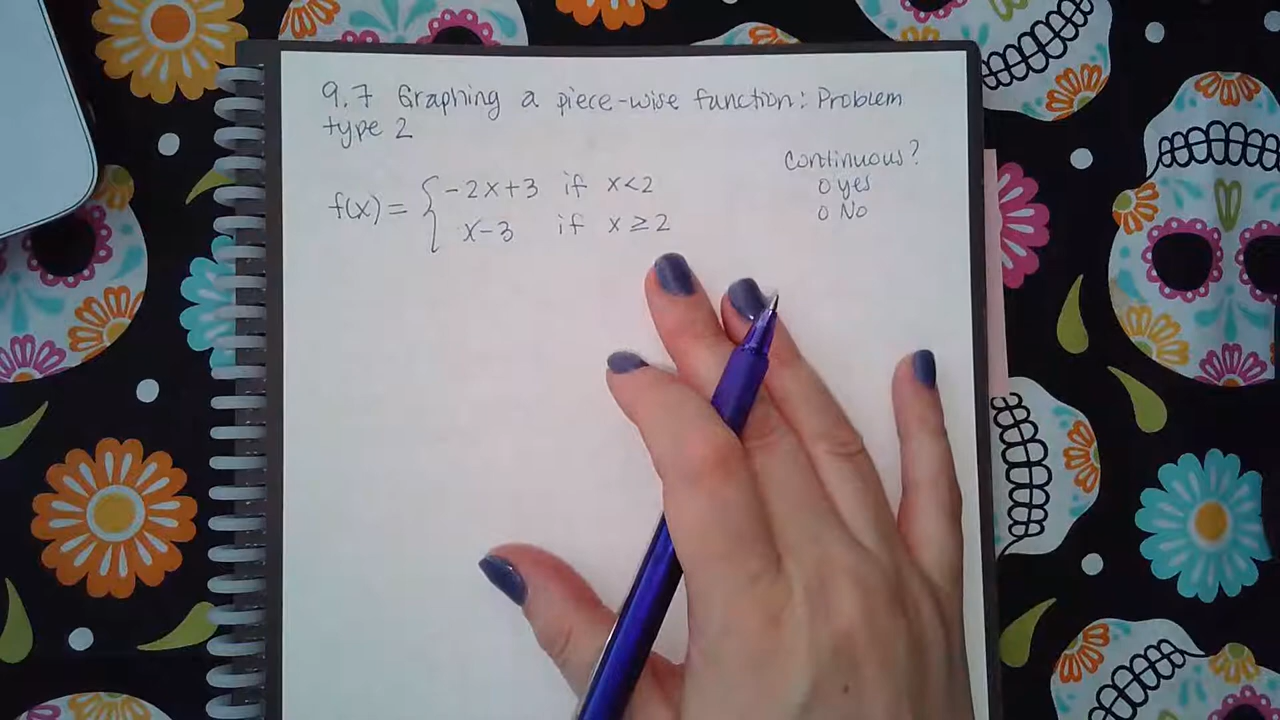 9.7 Graphing a piece-wise function: Problem
type 2
Continuous?
o yes
o No
f(x) = { -2x+3 if x<2
x-3 if x≥2